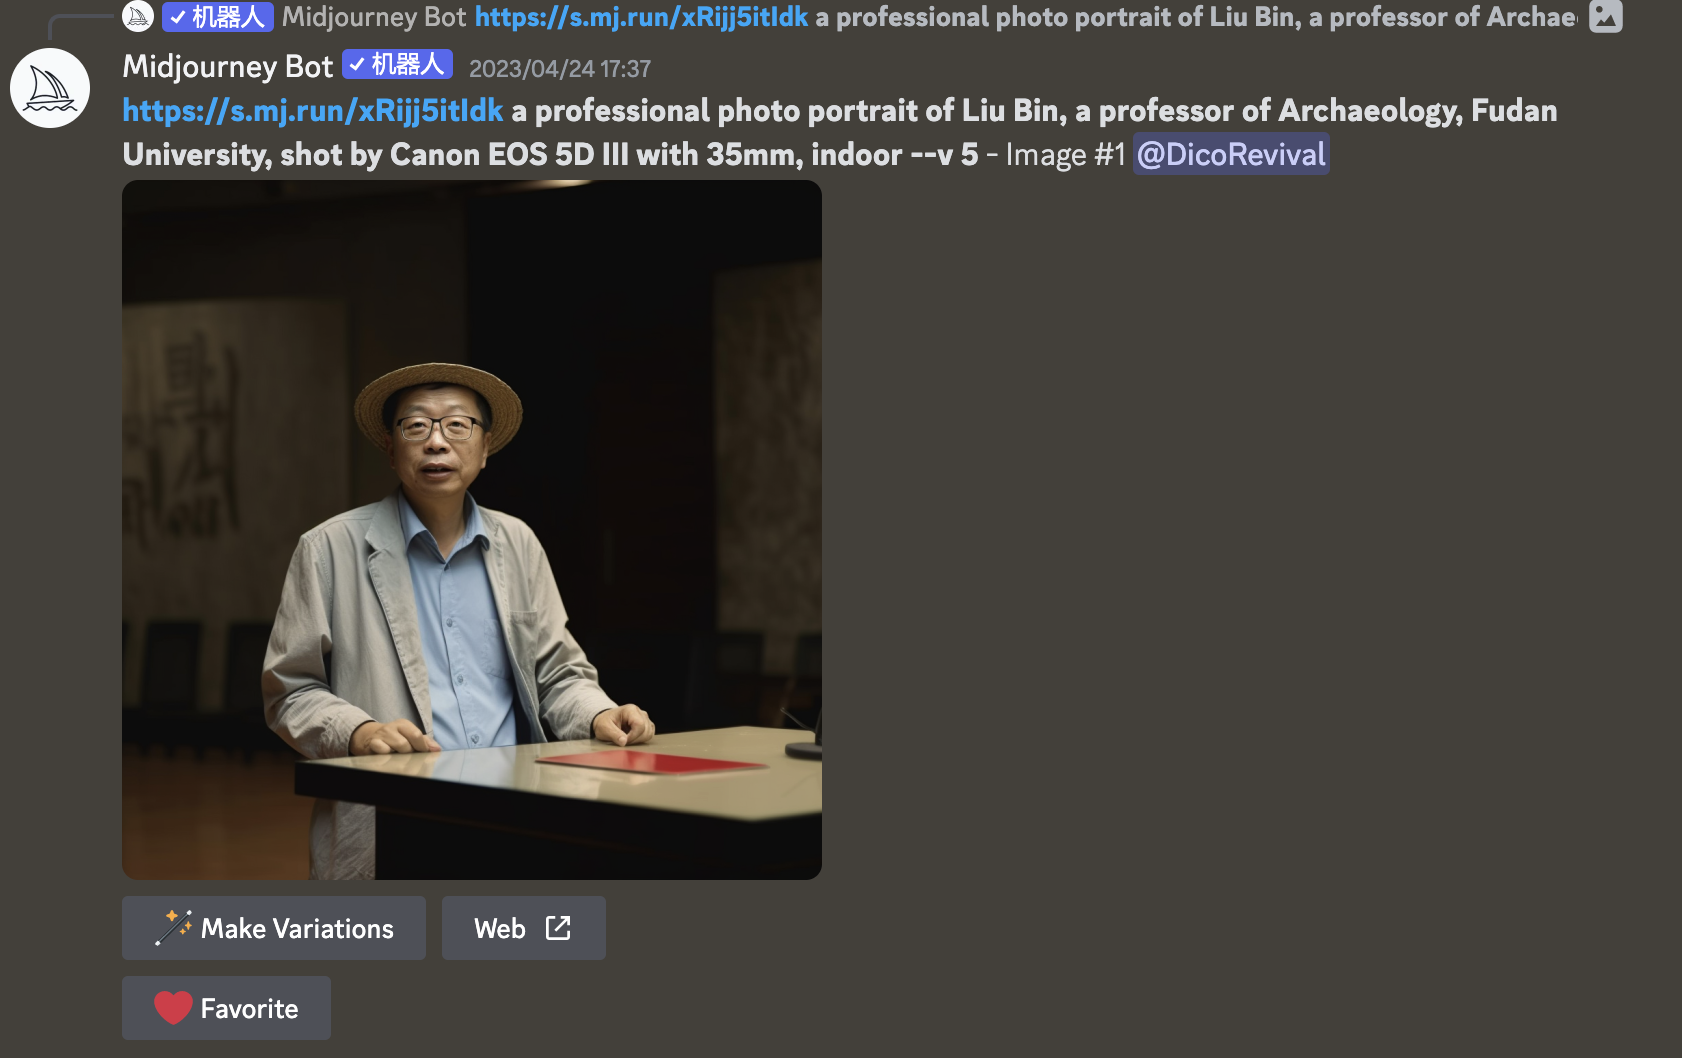 机器人 Midjourney Bot https://s.mj.run/xRijj5itIdk a professional photo portrait of Liu Bin, a professor of Archae
Midjourney Bot 机器人 2023/04/24 17:37
https://s.mj.run/xRijj5itIdk a professional photo portrait of Liu Bin, a professor of Archaeology, Fudan
University, shot by Canon EOS 5D III with 35mm, indoor --v 5 - Image #1 @DicoRevival
Make Variations
Web
Favorite